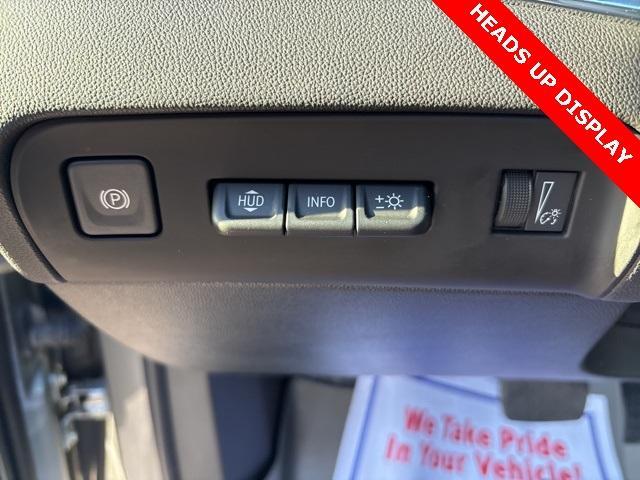 HEADS UP DISPLAY
P
HUD
INFO
±
We Take Pride
In Your Vehicle!